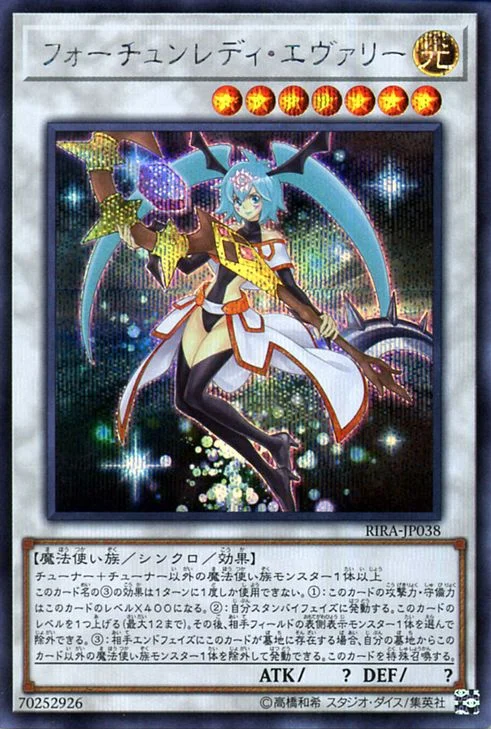 フォーチュンレディ・エヴァリー 光
RIRA-JP038
【魔法使い族／シンクロ／効果】
チューナー＋チューナー以外の魔法使い族モンスター1体以上
このカード名の③の効果は1ターンに1度しか使用できない。①：このカードの攻撃力・守備力
はこのカードのレベル×400になる。②：自分スタンバイフェイズに発動する。このカードの
レベルを1つ上げる（最大12まで）。その後、相手フィールドの表側表示モンスター1体を選んで
除外できる。③：相手エンドフェイズにこのカードが墓地に存在する場合、自分の墓地からこの
カード以外の魔法使い族モンスター1体を除外して発動できる。このカードを特殊召喚する。
ATK/ ? DEF/ ?
70252926 ©高橋和希 スタジオ・ダイス/集英社